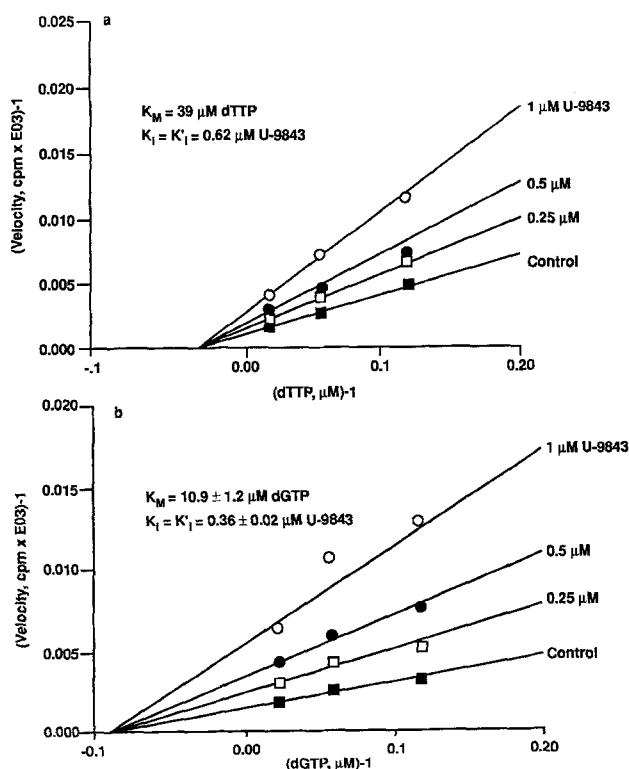 a
(Velocity, cpm x E03)-1
0.025
0.020
0.015
0.010
0.005
0.000
K_M = 39 µM dTTP
K_I = K'_I = 0.62 µM U-9843
1 µM U-9843
0.5 µM
0.25 µM
Control
-.1
0.00
0.1
0.20
(dTTP, µM)-1
b
(Velocity, cpm x E03)-1
0.020
0.015
0.010
0.005
0.000
K_M = 10.9 ± 1.2 µM dGTP
K_I = K'_I = 0.36 ± 0.02 µM U-9843
1 µM U-9843
0.5 µM
0.25 µM
Control
-0.1
0.00
0.1
0.20
(dGTP, µM)-1